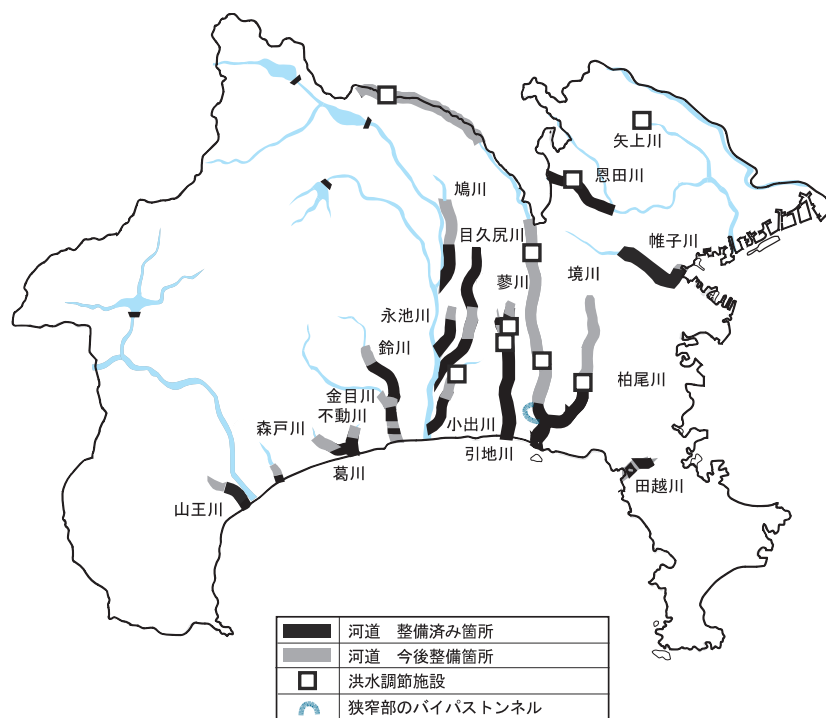 矢上川
恩田川
鳩川
目久尻川
帷子川
蓼川
境川
永池川
鈴川
柏尾川
金目川
不動川
森戸川
小出川
引地川
葛川
田越川
山王川
河道　整備済み箇所
河道　今後整備箇所
洪水調節施設
狭窄部のバイパストンネル